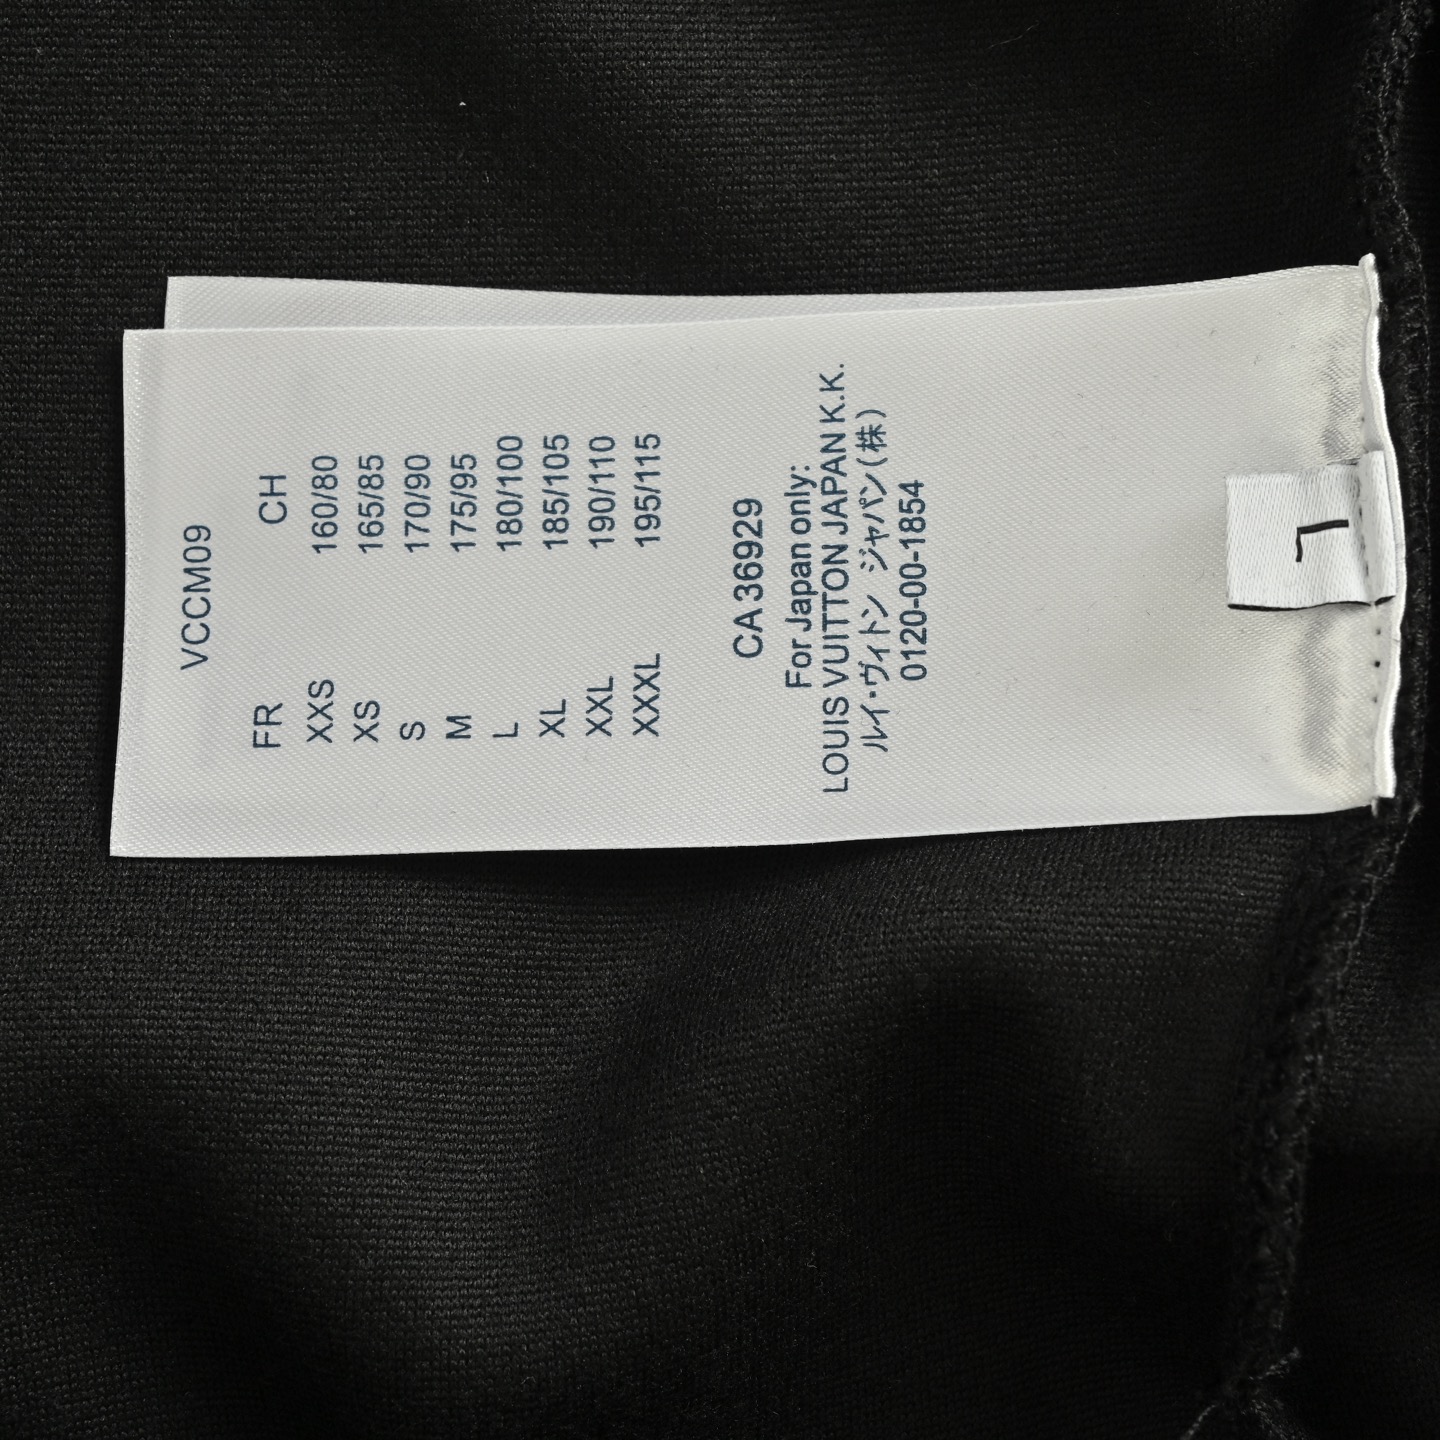 VCCM09
FR CH
XXS 160/80
XS 165/85
S 170/90
M 175/95
L 180/100
XL 185/105
XXL 190/110
XXXL 195/115
CA 36929
For Japan only:
LOUIS VUITTON JAPAN K.K.
ルイ・ヴィトン ジャパン(株)
0120-00-1854
L